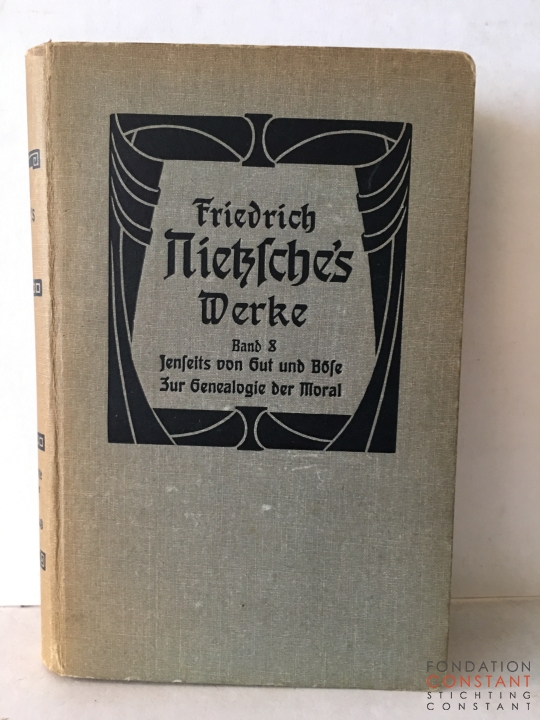 Friedrich
Nietzſche's
Werke
Band 8
Jenſeits von Gut und Böſe
Zur Genealogie der Moral
FONDATION
CONSTANT
STICHTING
CONSTANT